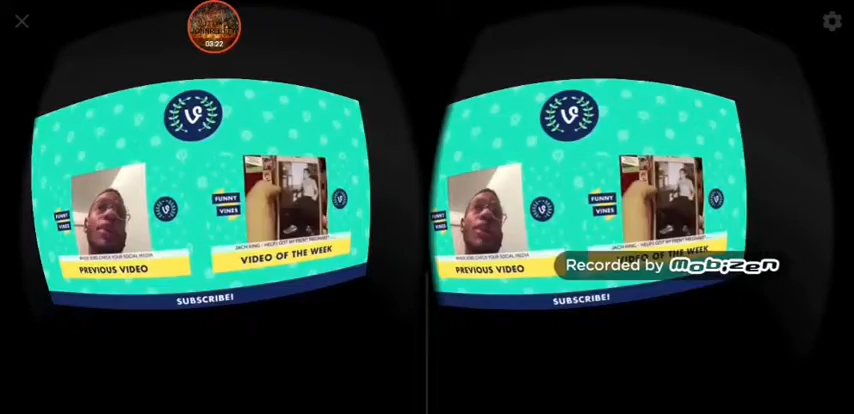 03:22
FUNNY
VINES
FUNNY
VINES
PREVIOUS VIDEO
VIDEO OF THE WEEK
SUBSCRIBE!
FUNNY
VINES
FUNNY
VINES
PREVIOUS VIDEO
VIDEO OF THE WEEK
SUBSCRIBE!
Recorded by mobizen